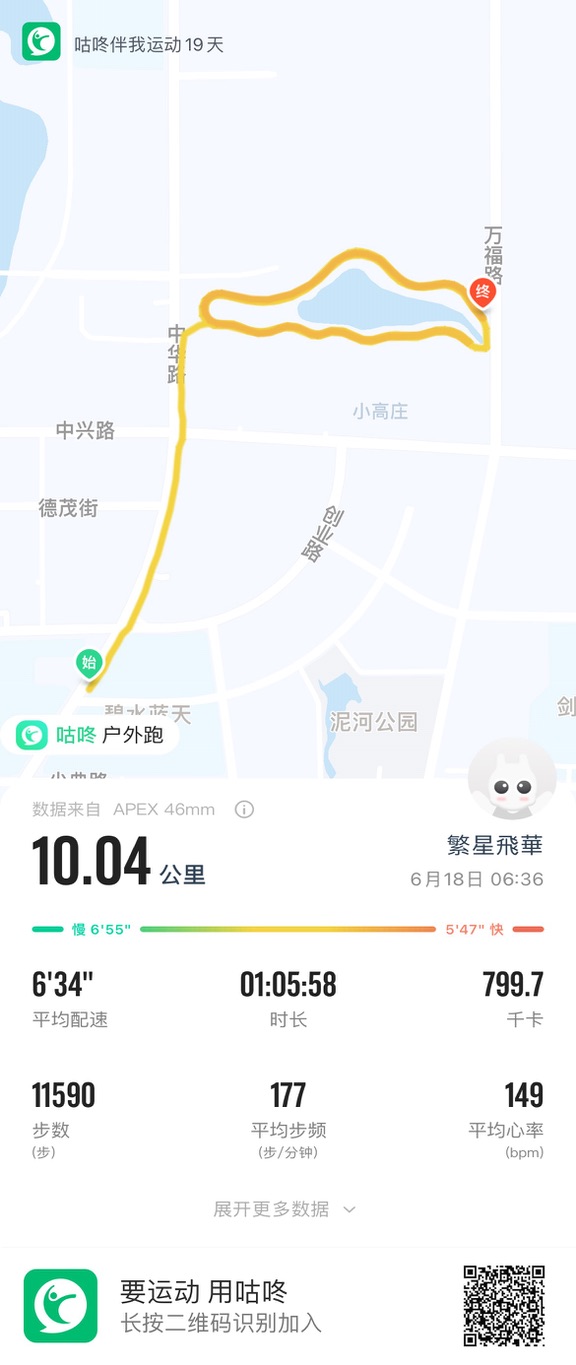 咕咚伴我运动19天
万福路
终
中华路
小高庄
中兴路
德茂街
创业路
始
碧水蓝天
泥河公园
剑
咕咚 户外跑
数据来自 APEX 46mm
10.04 公里
繁星飛華
6月18日 06:36
慢 6'55"
5'47" 快
6'34"
01:05:58
799.7
平均配速
时长
千卡
11590
177
149
步数
平均步频
平均心率
(步)
(步/分钟)
(bpm)
展开更多数据
要运动 用咕咚
长按二维码识别加入